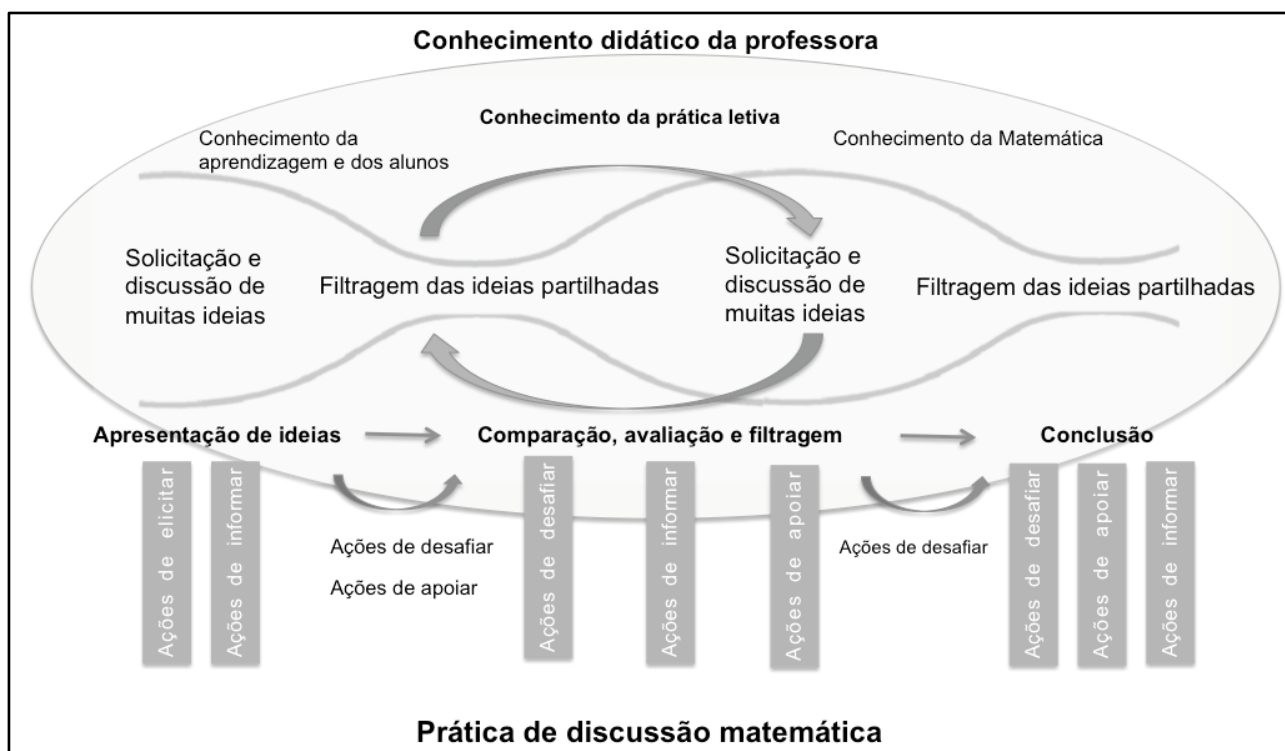 Conhecimento didático da professora
Conhecimento da prática letiva
Conhecimento da
aprendizagem e dos alunos
Conhecimento da Matemática
Solicitação e
discussão de
muitas ideias
Filtragem das ideias partilhadas
Solicitação e
discussão de
muitas ideias
Filtragem das ideias partilhadas
Apresentação de ideias
Comparação, avaliação e filtragem
Conclusão
Ações de elicitar
Ações de informar
Ações de desafiar
Ações de apoiar
Ações de desafiar
Ações de informar
Ações de apoiar
Ações de desafiar
Ações de desafiar
Ações de apoiar
Ações de informar
Prática de discussão matemática